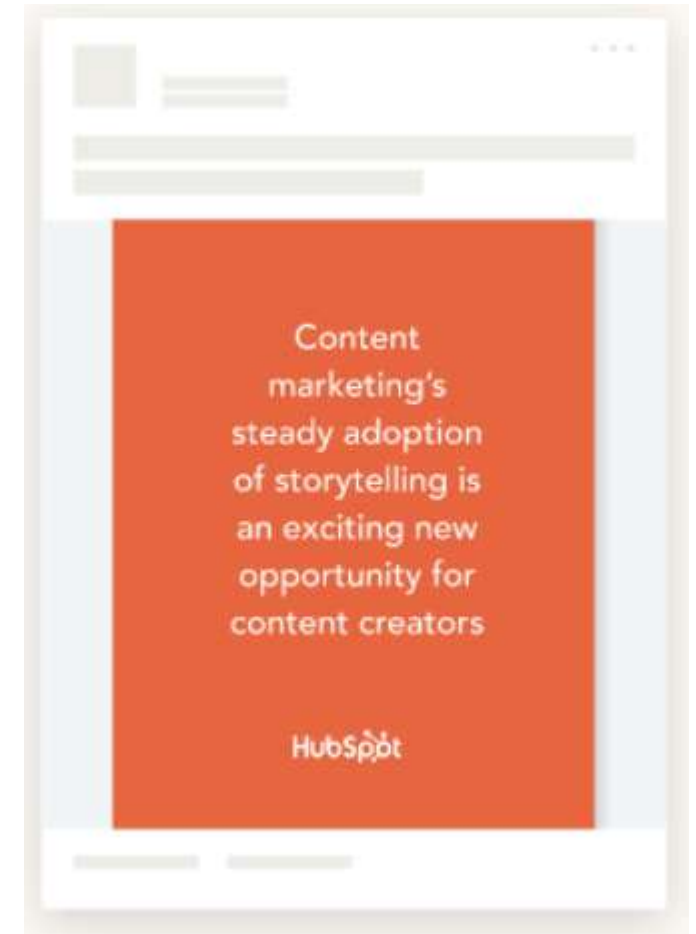 Content
marketing's
steady adoption
of storytelling is
an exciting new
opportunity for
content creators
HubSpot